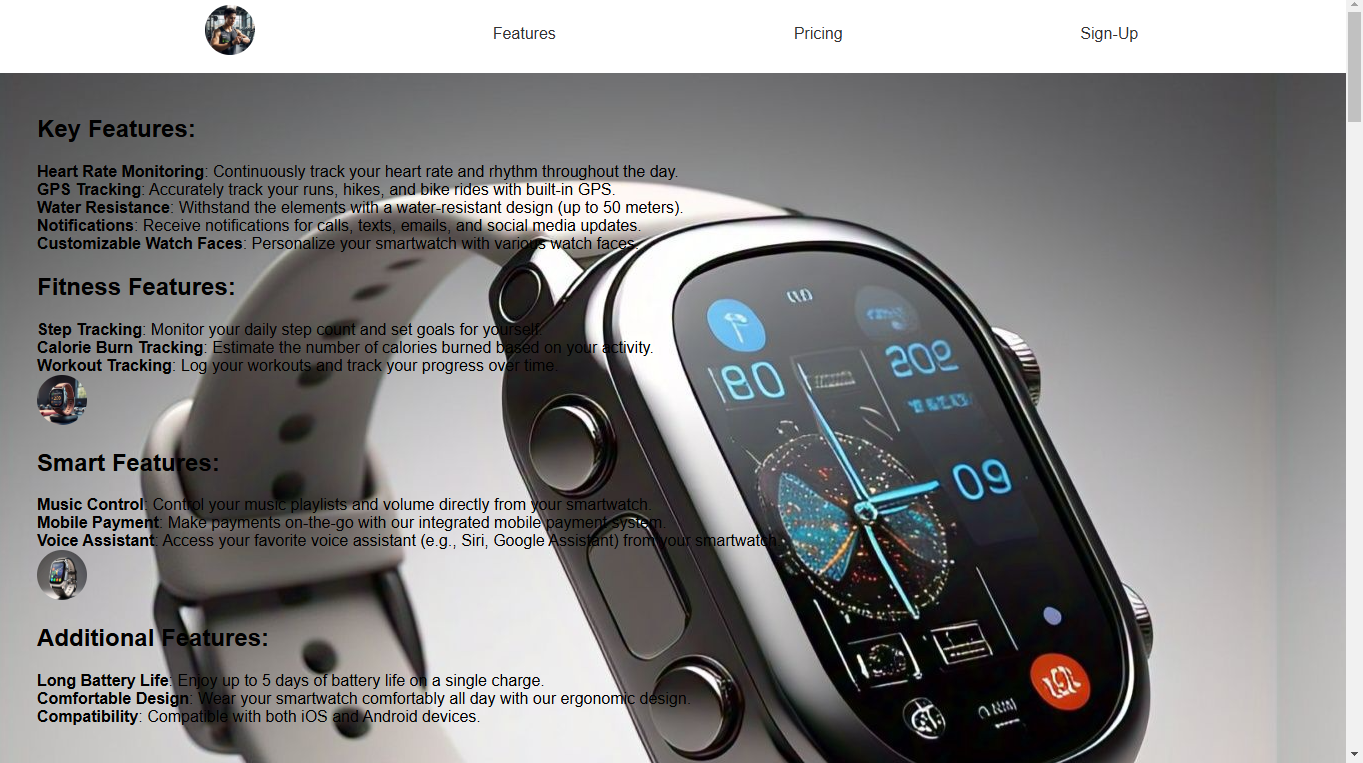 Features
Pricing
Sign-Up
Key Features:
Heart Rate Monitoring: Continuously track your heart rate and rhythm throughout the day.
GPS Tracking: Accurately track your runs, hikes, and bike rides with built-in GPS.
Water Resistance: Withstand the elements with a water-resistant design (up to 50 meters).
Notifications: Receive notifications for calls, texts, emails, and social media updates.
Customizable Watch Faces: Personalize your smartwatch with various watch faces.
Fitness Features:
Step Tracking: Monitor your daily step count and set goals for yourself.
Calorie Burn Tracking: Estimate the number of calories burned based on your activity.
Workout Tracking: Log your workouts and track your progress over time.
Smart Features:
Music Control: Control your music playlists and volume directly from your smartwatch.
Mobile Payment: Make payments on-the-go with our integrated mobile payment system.
Voice Assistant: Access your favorite voice assistant (e.g., Siri, Google Assistant) from your smartwatch.
Additional Features:
Long Battery Life: Enjoy up to 5 days of battery life on a single charge.
Comfortable Design: Wear your smartwatch comfortably all day with our ergonomic design.
Compatibility: Compatible with both iOS and Android devices.
180
209
09